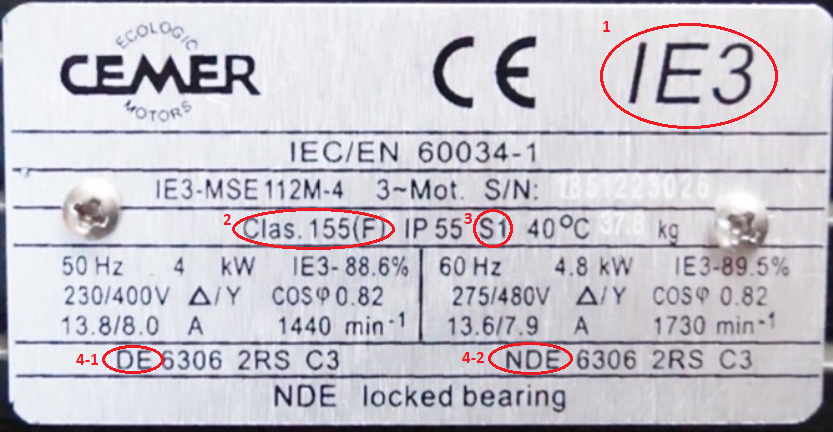 ECOLOGIC
CEMER
MOTORS
CE
1
IE3
IEC/EN 60034-1
IE3-MSE 112M-4 3~Mot. S/N: 1351223026
2 Clas. 155(F) IP 55 3 S1 40°C 37.8 kg
50 Hz 4 kW IE3-88.6% 60 Hz 4.8 kW IE3-89.5%
230/400V Δ/Y COSφ 0.82 275/480V Δ/Y COSφ 0.82
13.8/8.0 A 1440 min-1 13.6/7.9 A 1730 min-1
4-1 DE 6306 2RS C3 4-2 NDE 6306 2RS C3
NDE locked bearing